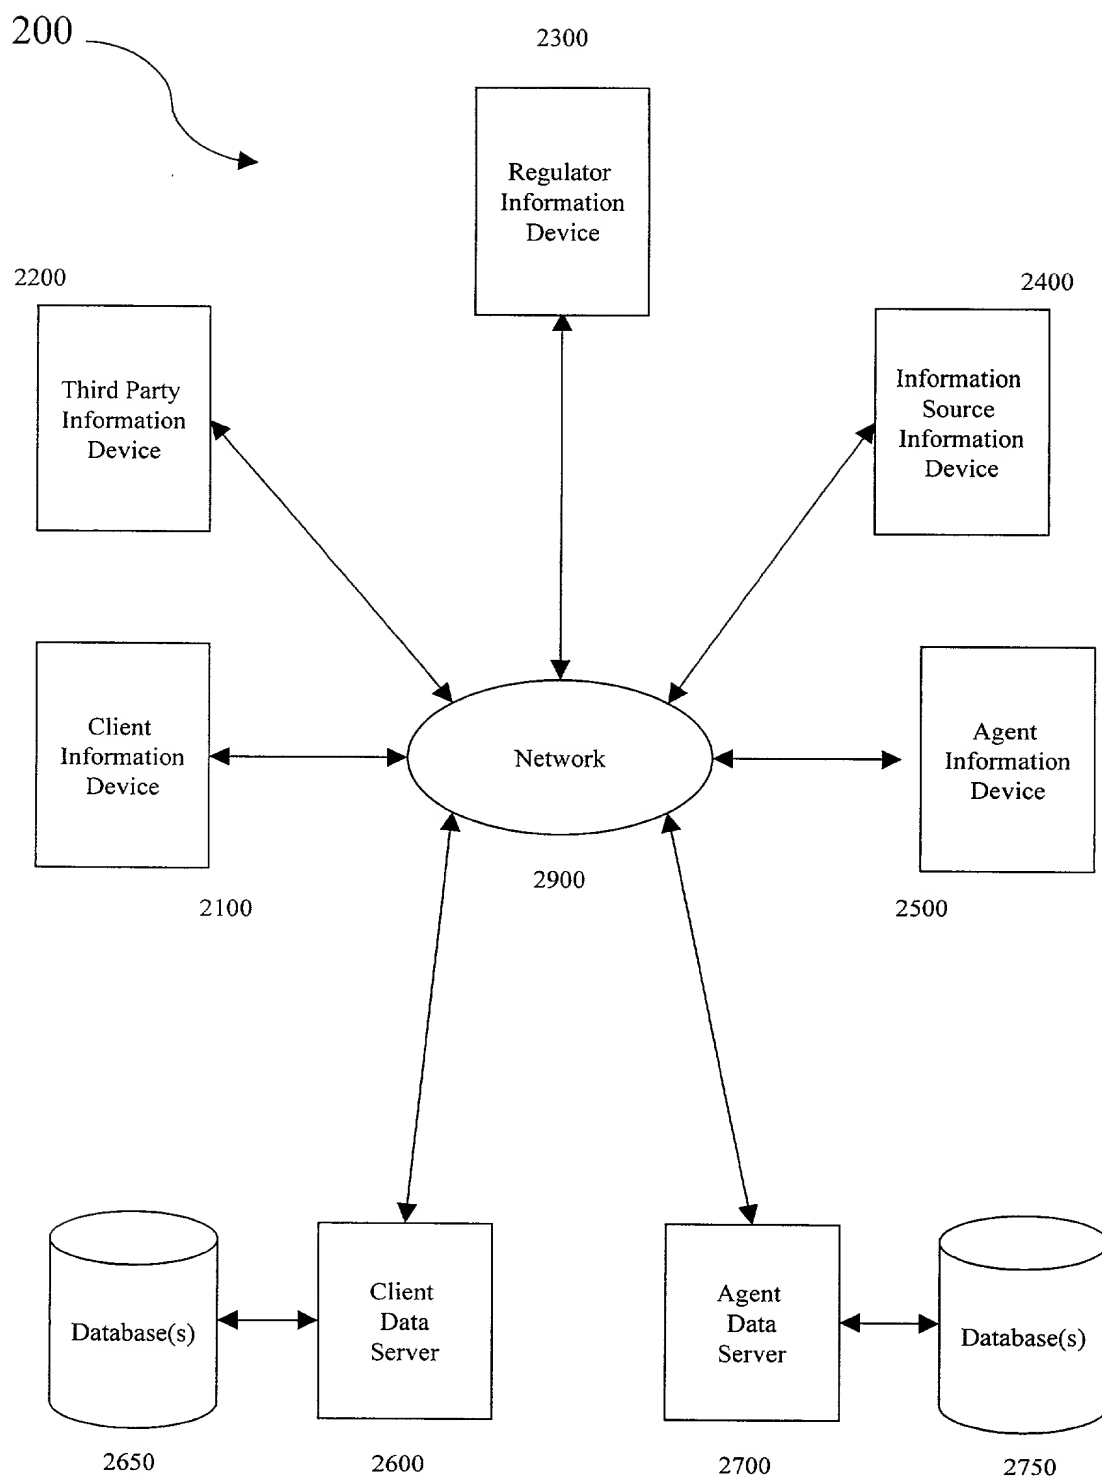 200
2300
Regulator
Information
Device
2200
Third Party
Information
Device
2400
Information
Source
Information
Device
Client
Information
Device
2100
Network
2900
Agent
Information
Device
2500
Database(s)
2650
Client
Data
Server
2600
Agent
Data
Server
2700
Database(s)
2750